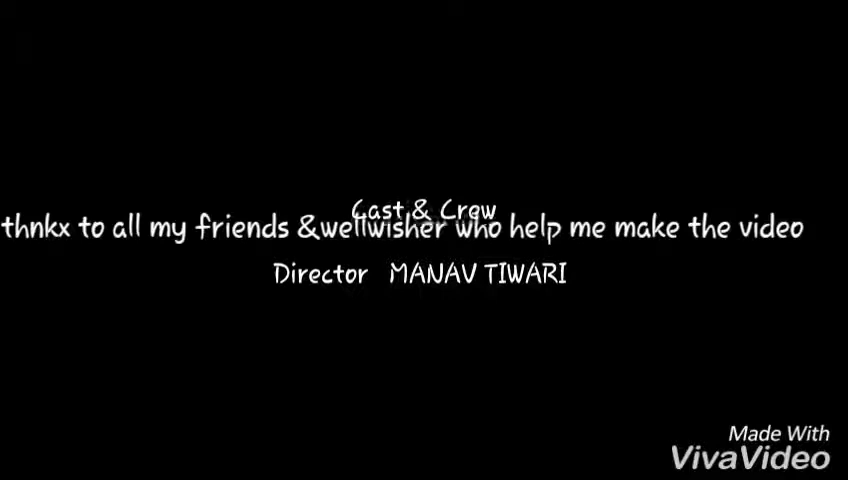 Cast & Crew
thnkx to all my friends &wellwisher who help me make the video
Director MANAV TIWARI
Made With
VivaVideo